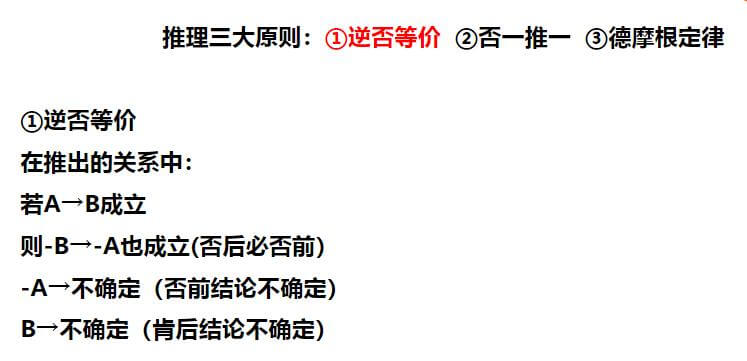 推理三大原则：①逆否等价 ②否一推一 ③德摩根定律
①逆否等价
在推出的关系中：
若A→B成立
则-B→-A也成立(否后必否前)
-A→不确定（否前结论不确定）
B→不确定（肯后结论不确定）